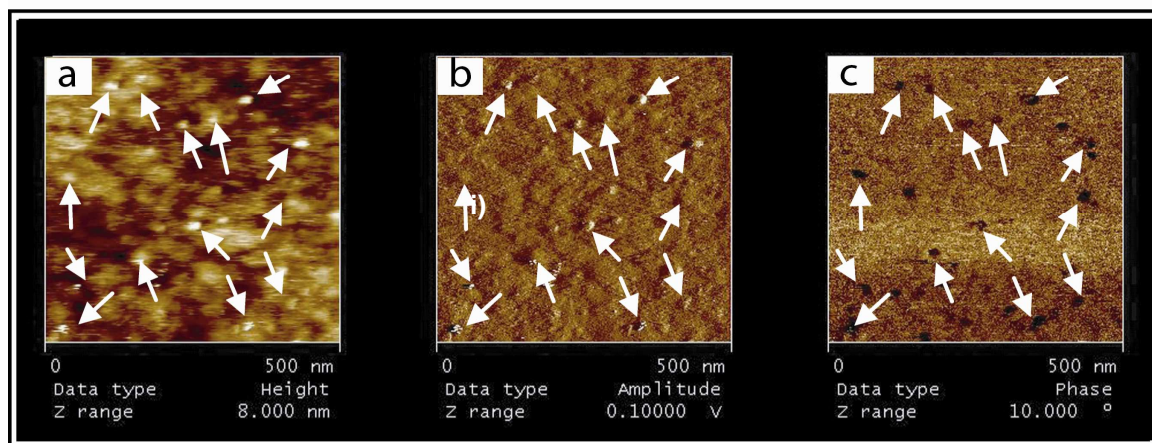 a
0 500 nm
Data type Height
Z range 8.000 nm
b
i)
0 500 nm
Data type Amplitude
Z range 0.10000 V
c
0 500 nm
Data type Phase
Z range 10.000 º